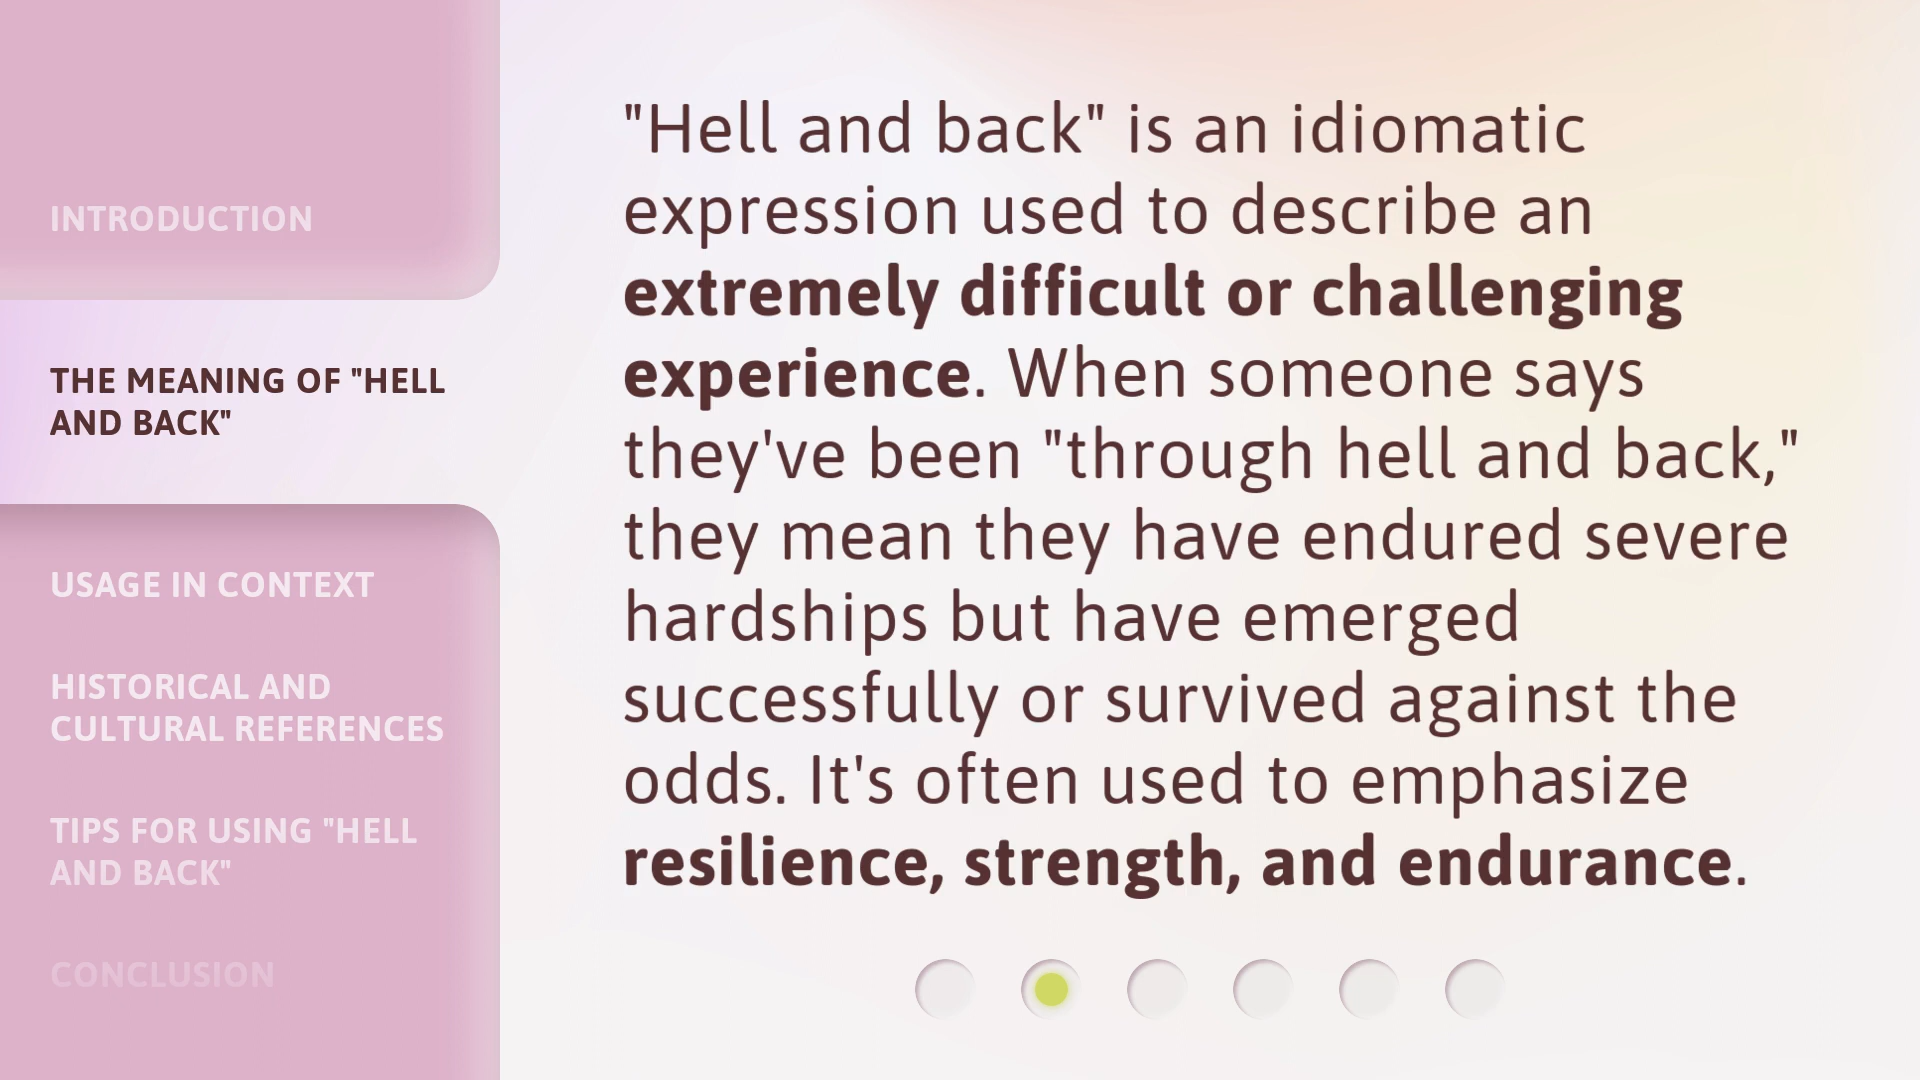 INTRODUCTION
THE MEANING OF "HELL
AND BACK"
USAGE IN CONTEXT
HISTORICAL AND
CULTURAL REFERENCES
TIPS FOR USING "HELL
AND BACK"
CONCLUSION
"Hell and back" is an idiomatic
expression used to describe an
extremely difficult or challenging
experience. When someone says
they've been "through hell and back,"
they mean they have endured severe
hardships but have emerged
successfully or survived against the
odds. It's often used to emphasize
resilience, strength, and endurance.